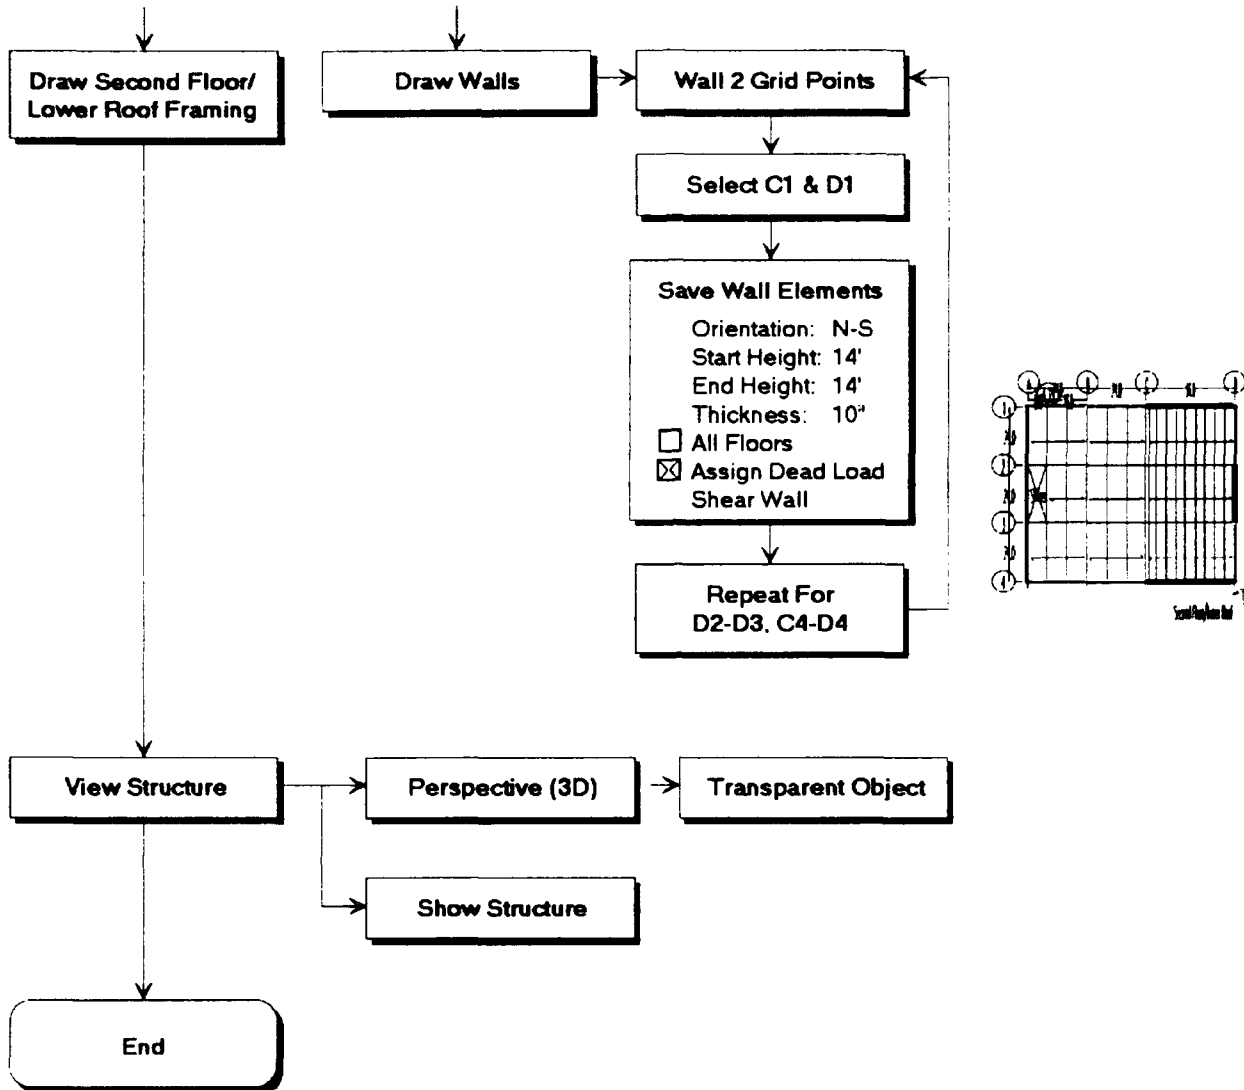 Draw Second Floor/
Lower Roof Framing
Draw Walls
Wall 2 Grid Points
Select C1 & D1
Save Wall Elements
Orientation: N-S
Start Height: 14'
End Height: 14'
Thickness: 10"
All Floors
Assign Dead Load
Shear Wall
Repeat For
D2-D3, C4-D4
View Structure
Perspective (3D)
Transparent Object
Show Structure
End